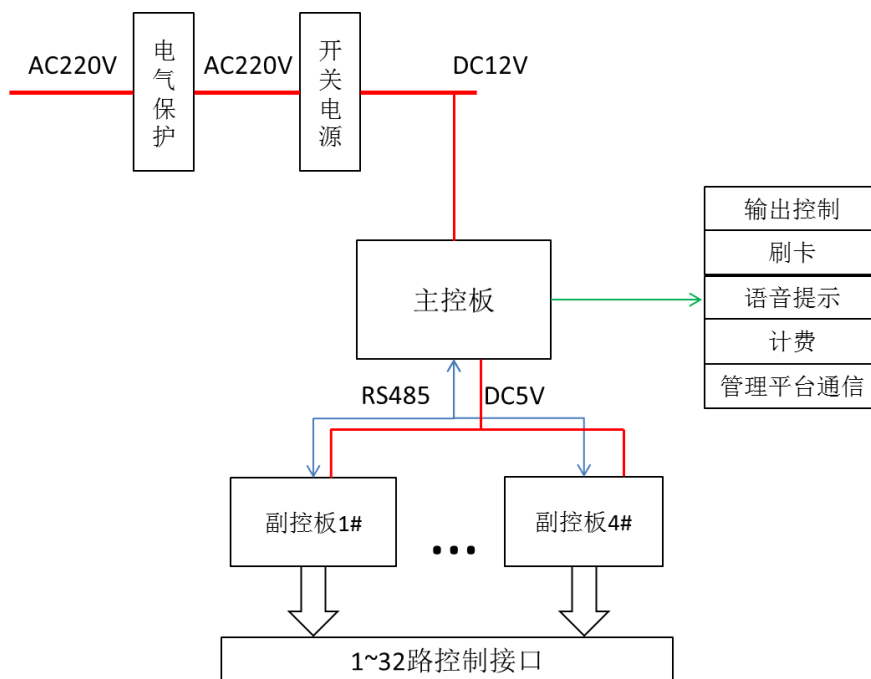 AC220V
电气保护
AC220V
开关电源
DC12V
输出控制
刷卡
语音提示
计费
管理平台通信
主控板
RS485
DC5V
副控板1#
...
副控板4#
1~32路控制接口